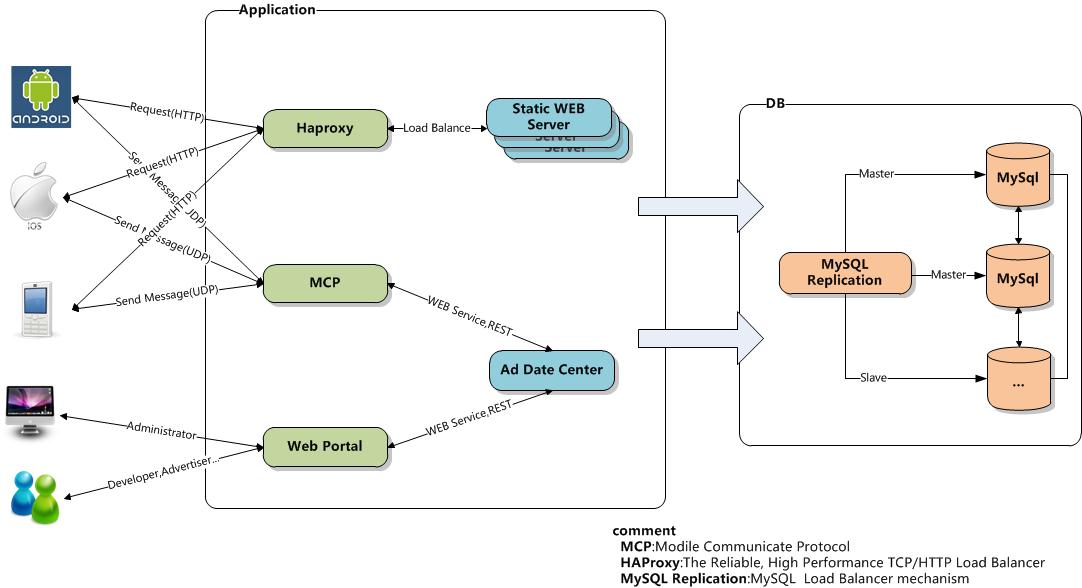 Application
ANDROID
Request(HTTP)
Haproxy
Load Balance
Static WEB
Server
Server
Server
DB
MySql
Master
Request(HTTP)
iOS
Request(HTTP)
Send Message(UDP)
MCP
Send Message(UDP)
WEB Service,REST
MySQL
Replication
Master
MySql
Ad Date Center
Slave
...
WEB Service,REST
Administrator
Web Portal
Developer,Advertiser...
comment
MCP:Modile Communicate Protocol
HAProxy:The Reliable, High Performance TCP/HTTP Load Balancer
MySQL Replication:MySQL Load Balancer mechanism